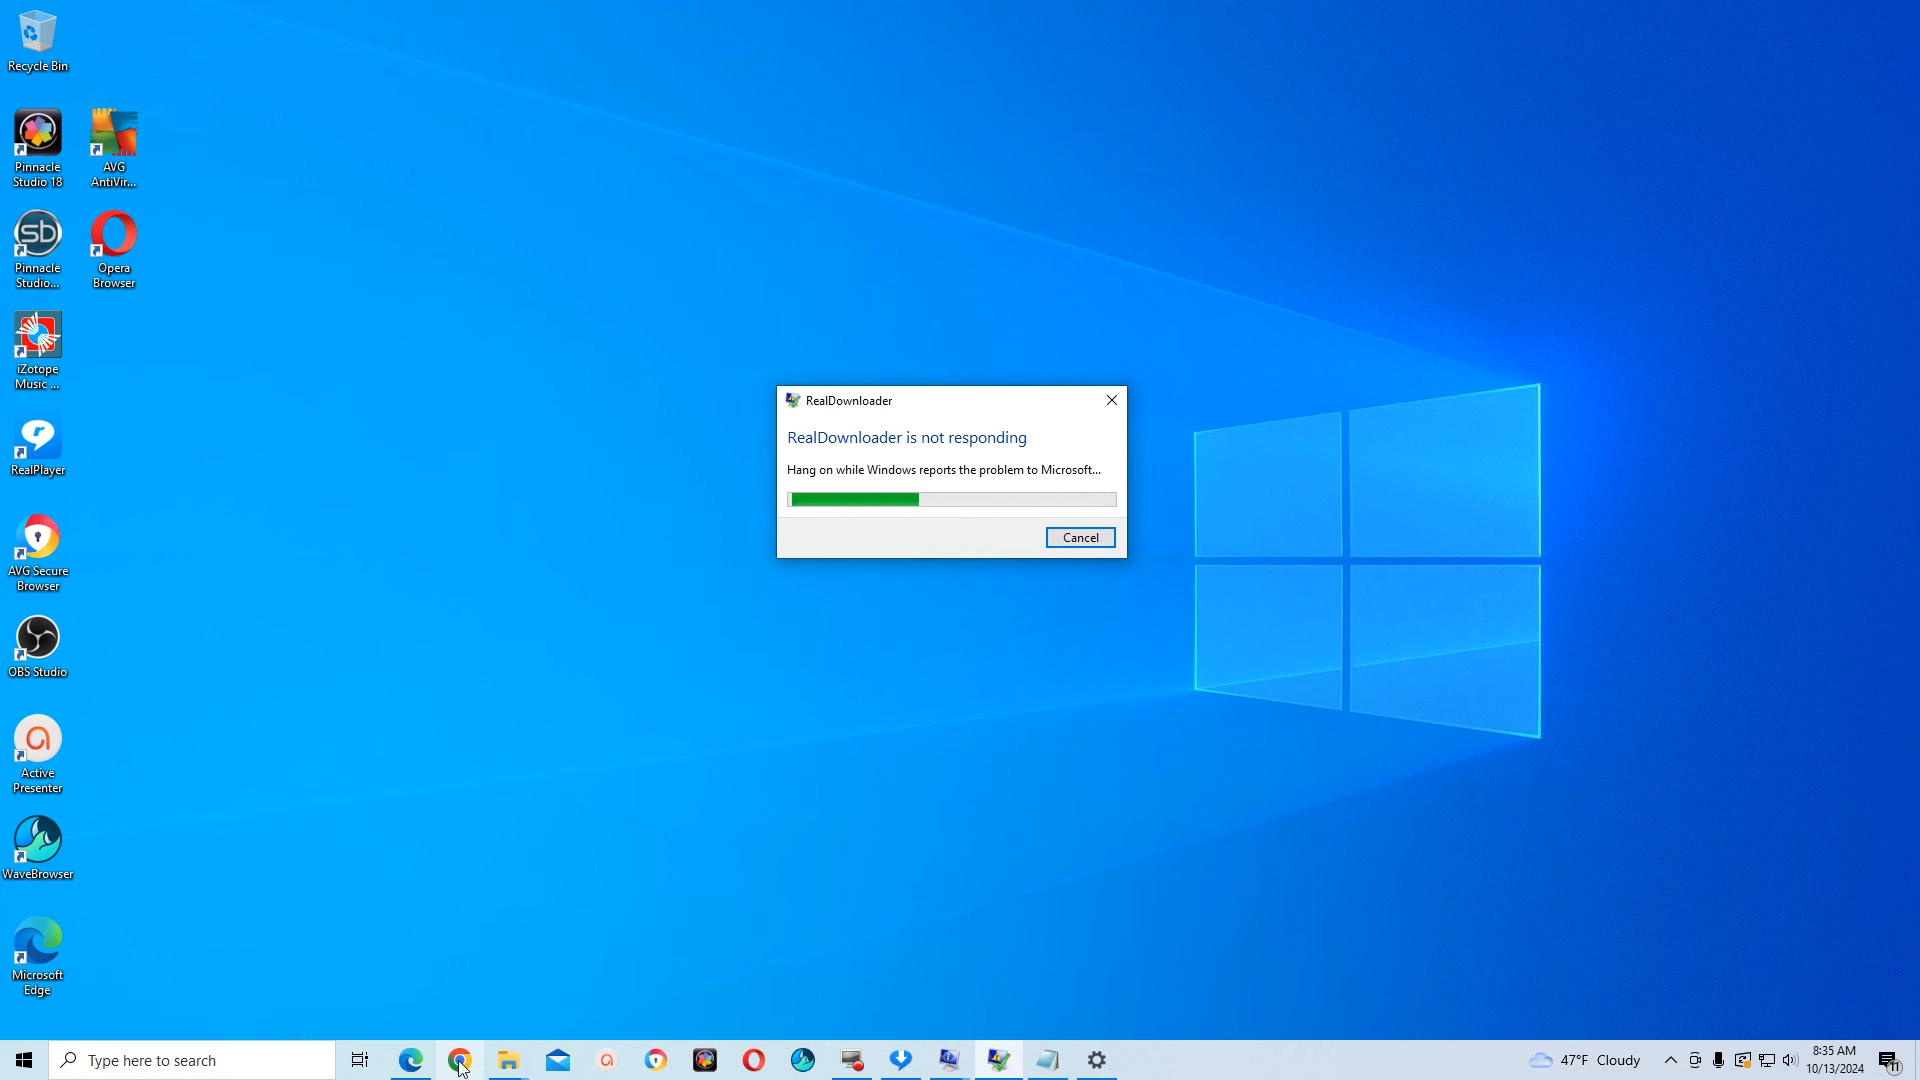 Recycle Bin
Pinnacle
Studio 18
AVG
AntiVir...
sb
Pinnacle
Studio...
Opera
Browser
iZotope
Music ...
RealPlayer
AVG Secure
Browser
OBS Studio
Active
Presenter
WaveBrowser
Microsoft
Edge
RealDownloader
RealDownloader is not responding
Hang on while Windows reports the problem to Microsoft...
Cancel
Type here to search
47°F Cloudy
8:35 AM
10/13/2024
11